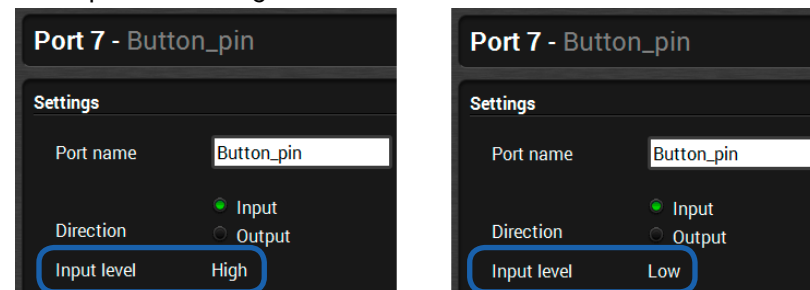 Port 7 - Button_pin
Settings
Port name Button_pin
Input
Direction
Output
Input level High
Port 7 - Button_pin
Settings
Port name Button_pin
Input
Direction
Output
Input level Low